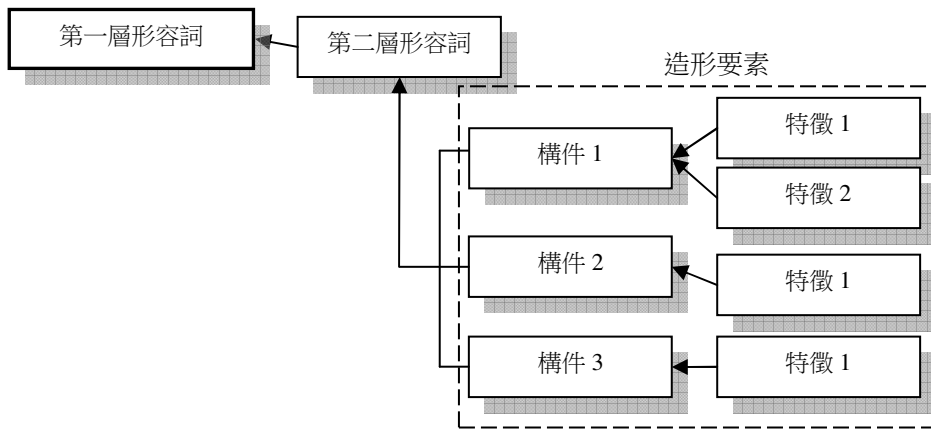 第一層形容詞
第二層形容詞
造形要素
構件 1
特徵 1
特徵 2
構件 2
特徵 1
構件 3
特徵 1